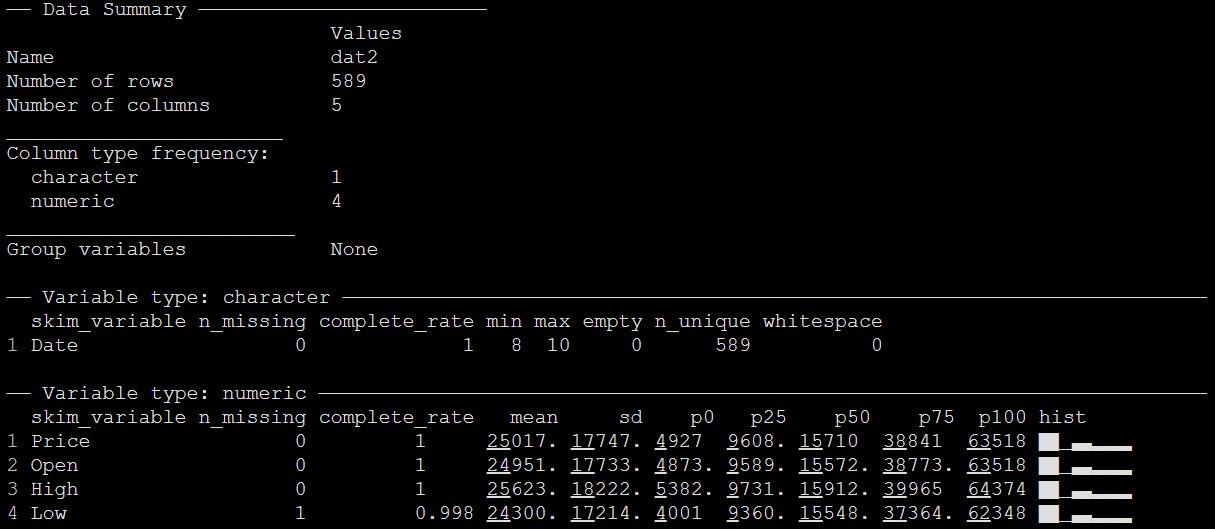 ── Data Summary ────────────────────────
                           Values
Name                       dat2
Number of rows             589
Number of columns          5
_______________________
Column type frequency:
  character                1
  numeric                  4
________________________
Group variables            None
── Variable type: character ────────────────────────
  skim_variable n_missing complete_rate min max empty n_unique whitespace
1 Date                  0             1   8  10     0      589          0
── Variable type: numeric ────────────────────────
  skim_variable n_missing complete_rate   mean     sd    p0   p25    p50    p75  p100 hist
1 Price                 0         1     25017. 17747. 4927  9608. 15710  38841  63518 ██▁▂▂▁▁▁
2 Open                  0         1     24951. 17733. 4873. 9589. 15572. 38773. 63518 ██▁▂▂▁▁▁
3 High                  0         1     25623. 18222. 5382. 9731. 15912. 39965  64374 ██▁▂▂▁▁▁
4 Low                   1         0.998 24300. 17214. 4001  9360. 15548. 37364. 62348 ██▁▂▂▁▁▁